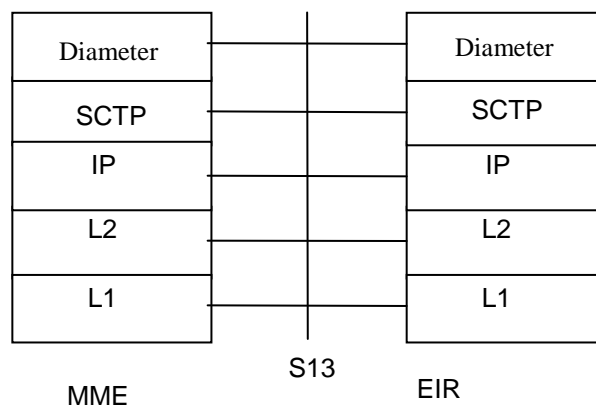 Diameter
Diameter
SCTP
SCTP
IP
IP
L2
L2
L1
L1
S13
MME
EIR